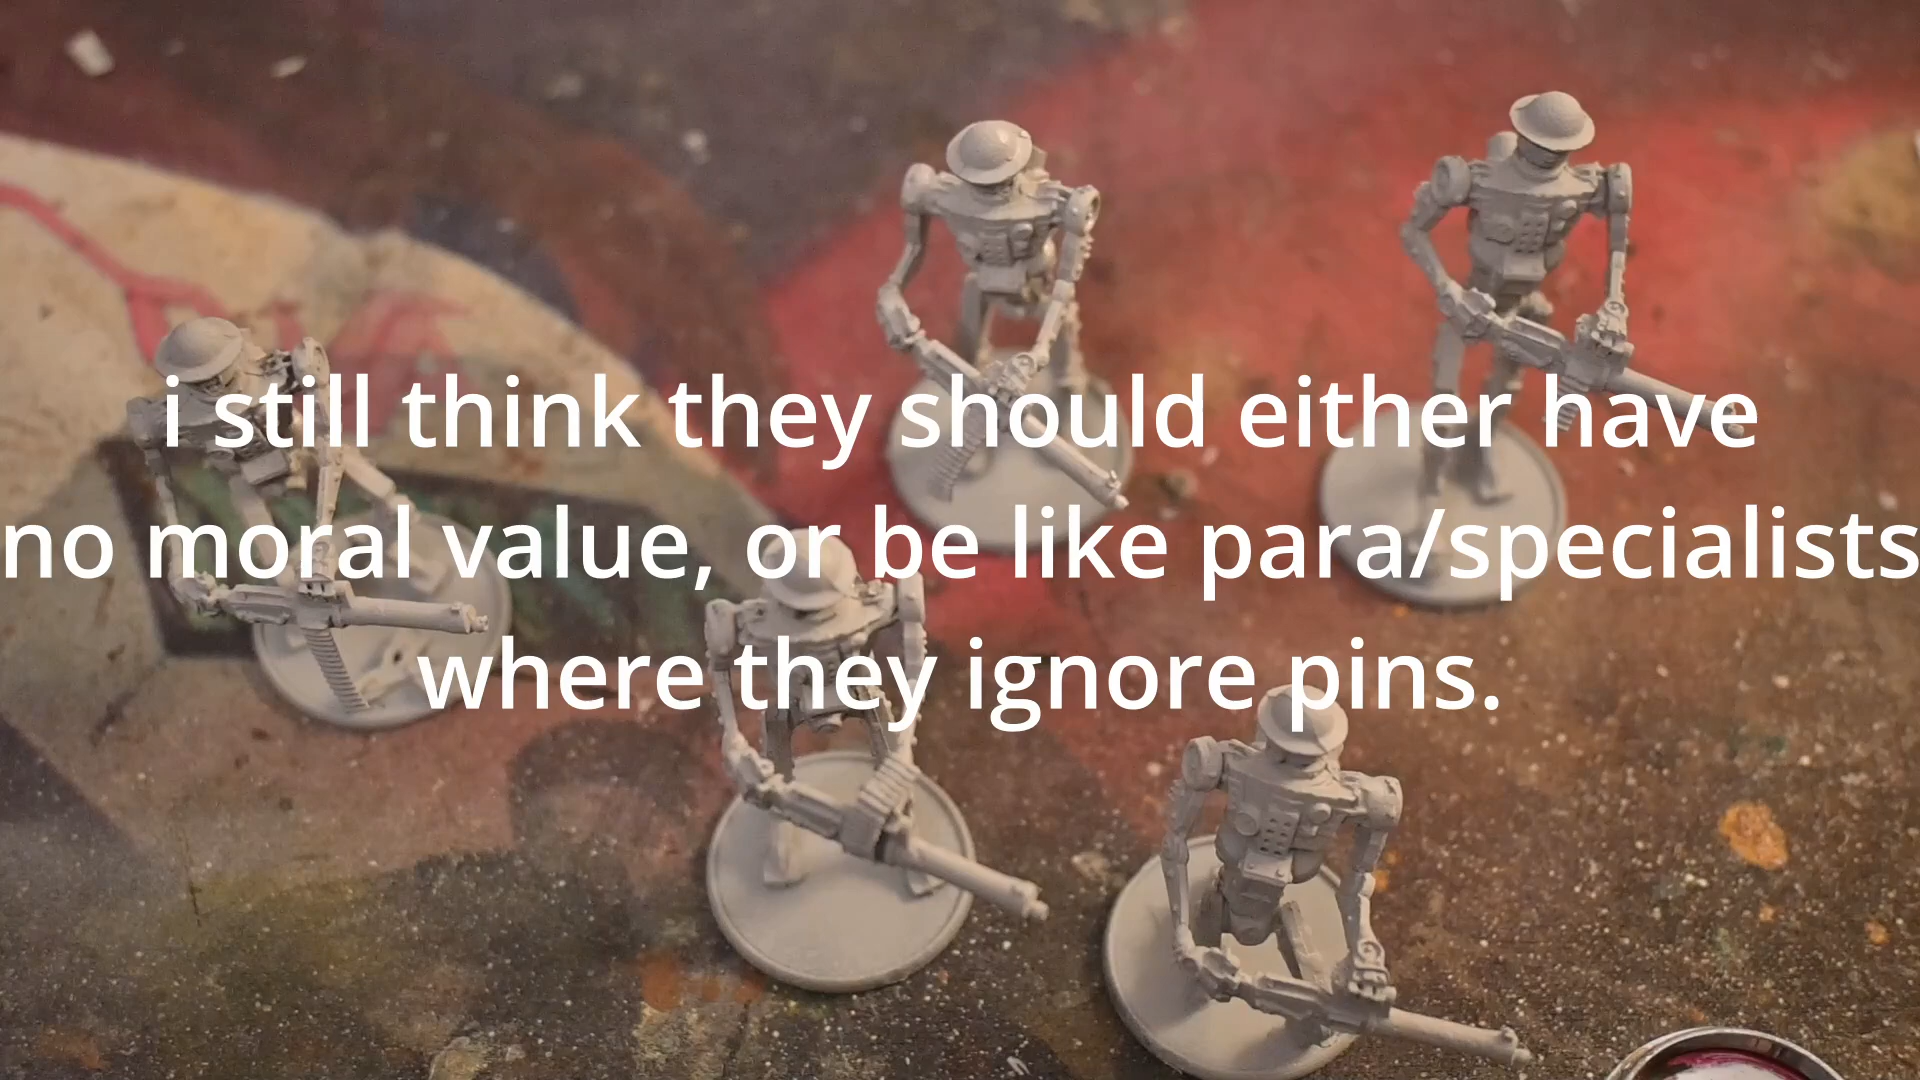 i still think they should either have
no moral value, or be like para/specialists
where they ignore pins.